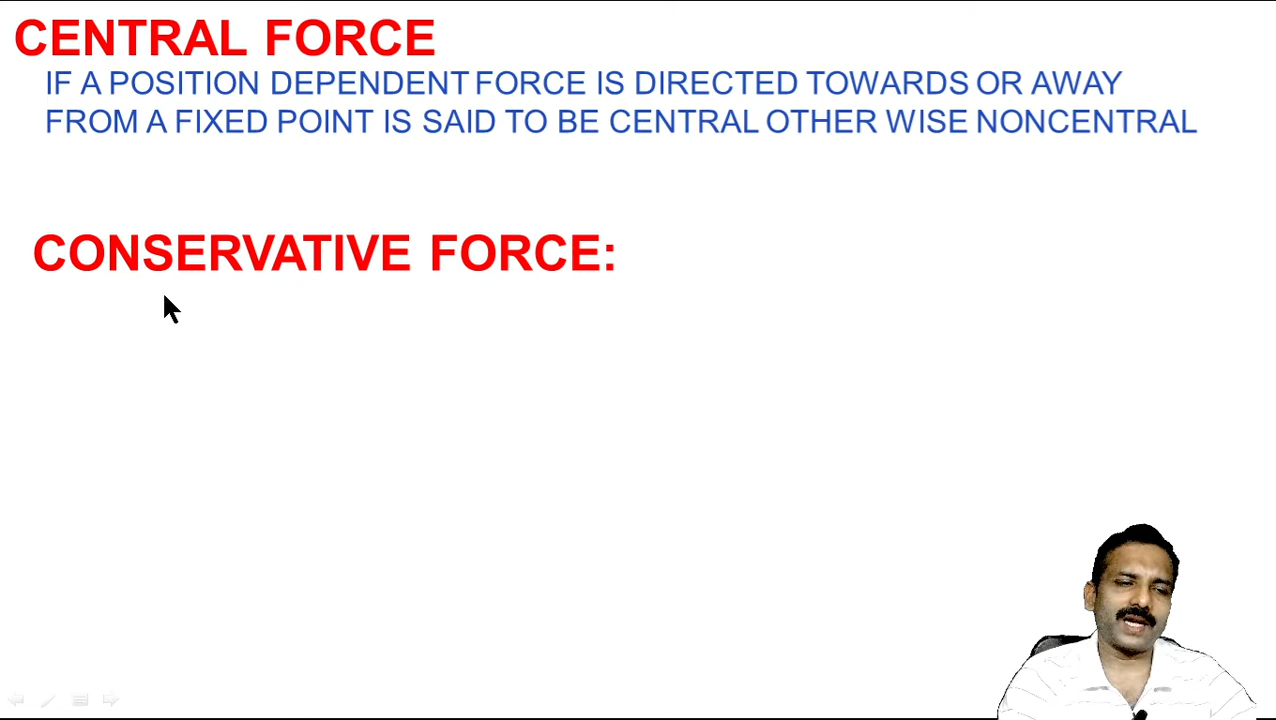 CENTRAL FORCE
IF A POSITION DEPENDENT FORCE IS DIRECTED TOWARDS OR AWAY
FROM A FIXED POINT IS SAID TO BE CENTRAL OTHER WISE NONCENTRAL
CONSERVATIVE FORCE: